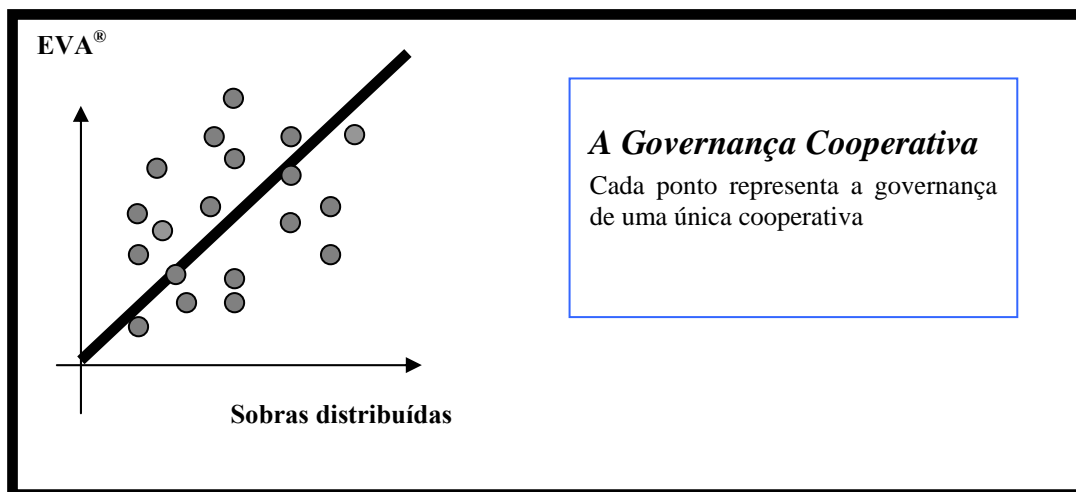 EVA®
A Governança Cooperativa
Cada ponto representa a governança
de uma única cooperativa
Sobras distribuídas